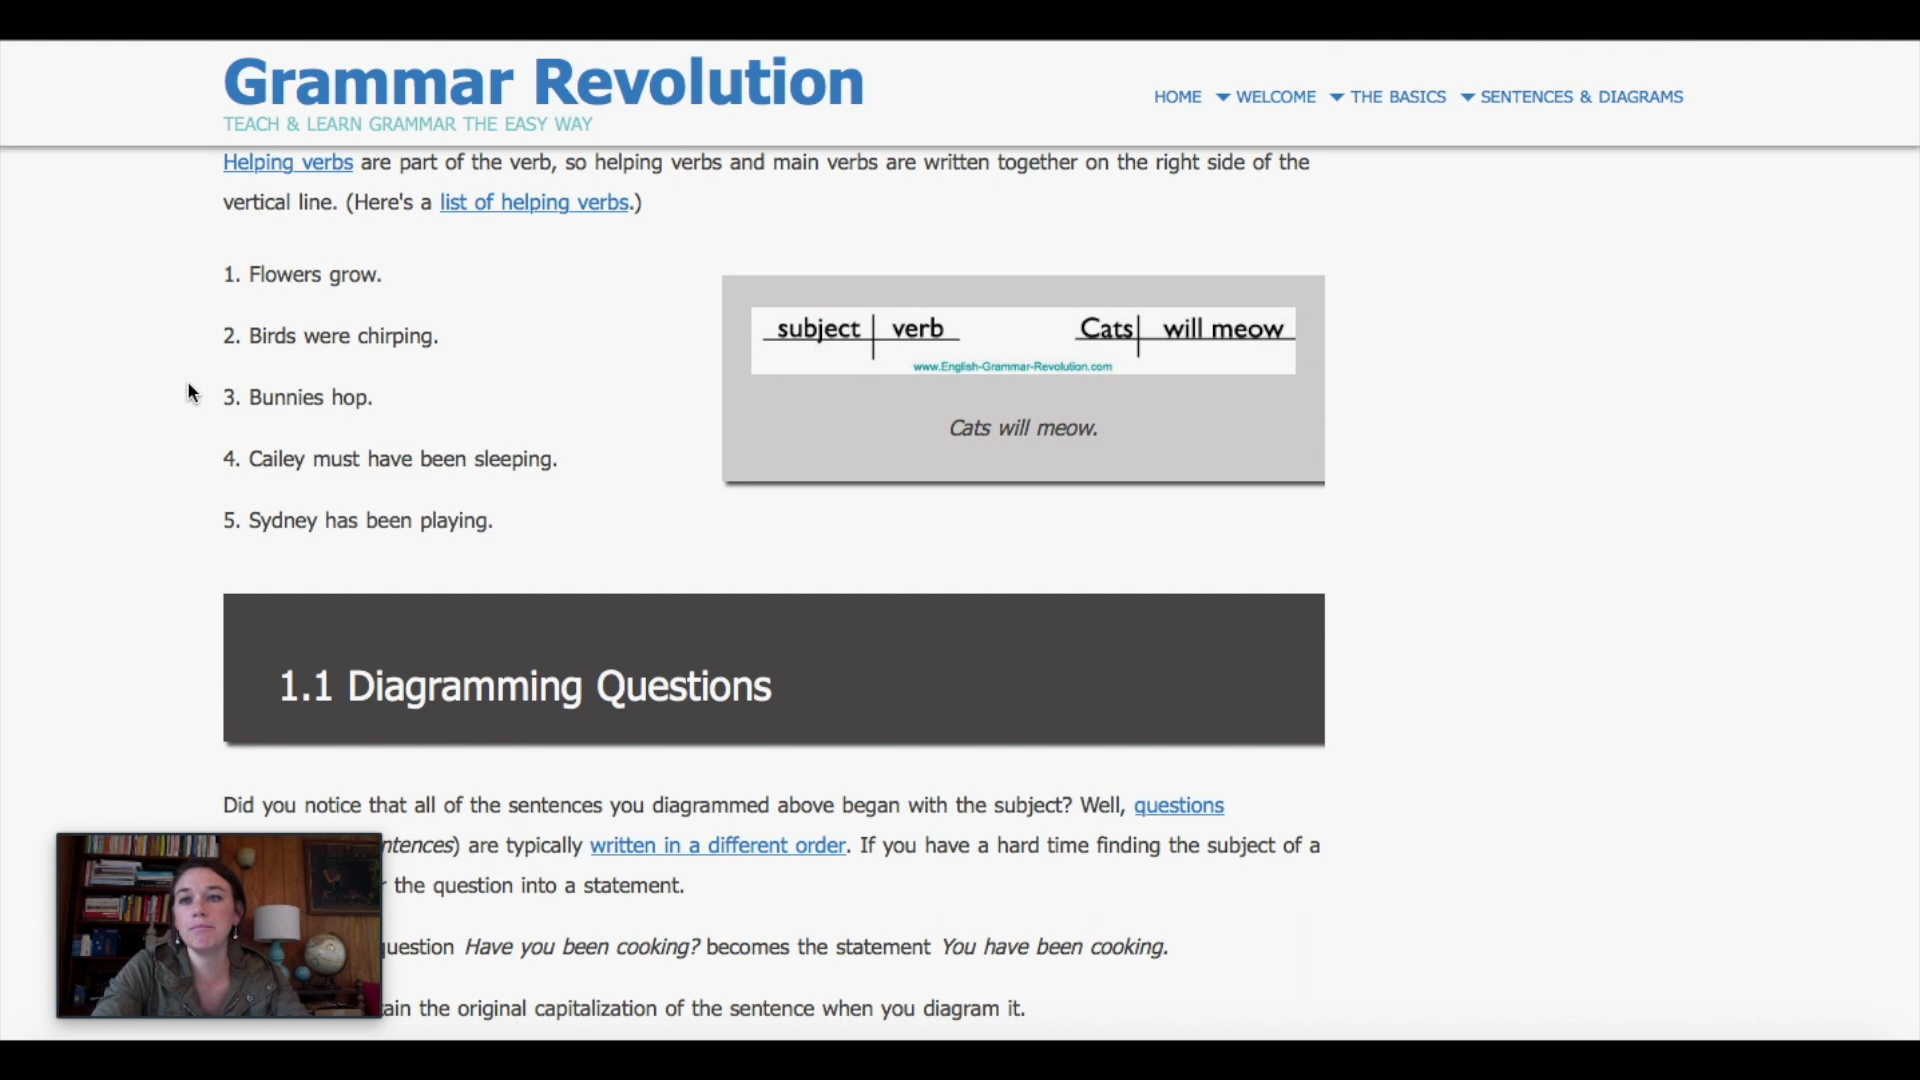 Grammar Revolution
TEACH & LEARN GRAMMAR THE EASY WAY
HOME WELCOME THE BASICS SENTENCES & DIAGRAMS
Helping verbs are part of the verb, so helping verbs and main verbs are written together on the right side of the
vertical line. (Here's a list of helping verbs.)
1. Flowers grow.
2. Birds were chirping.
3. Bunnies hop.
4. Cailey must have been sleeping.
5. Sydney has been playing.
subject verb Cats will meow
www.English-Grammar-Revolution.com
Cats will meow.
1.1 Diagramming Questions
Did you notice that all of the sentences you diagrammed above began with the subject? Well, questions
ntences) are typically written in a different order. If you have a hard time finding the subject of a
the question into a statement.
uestion Have you been cooking? becomes the statement You have been cooking.
ain the original capitalization of the sentence when you diagram it.